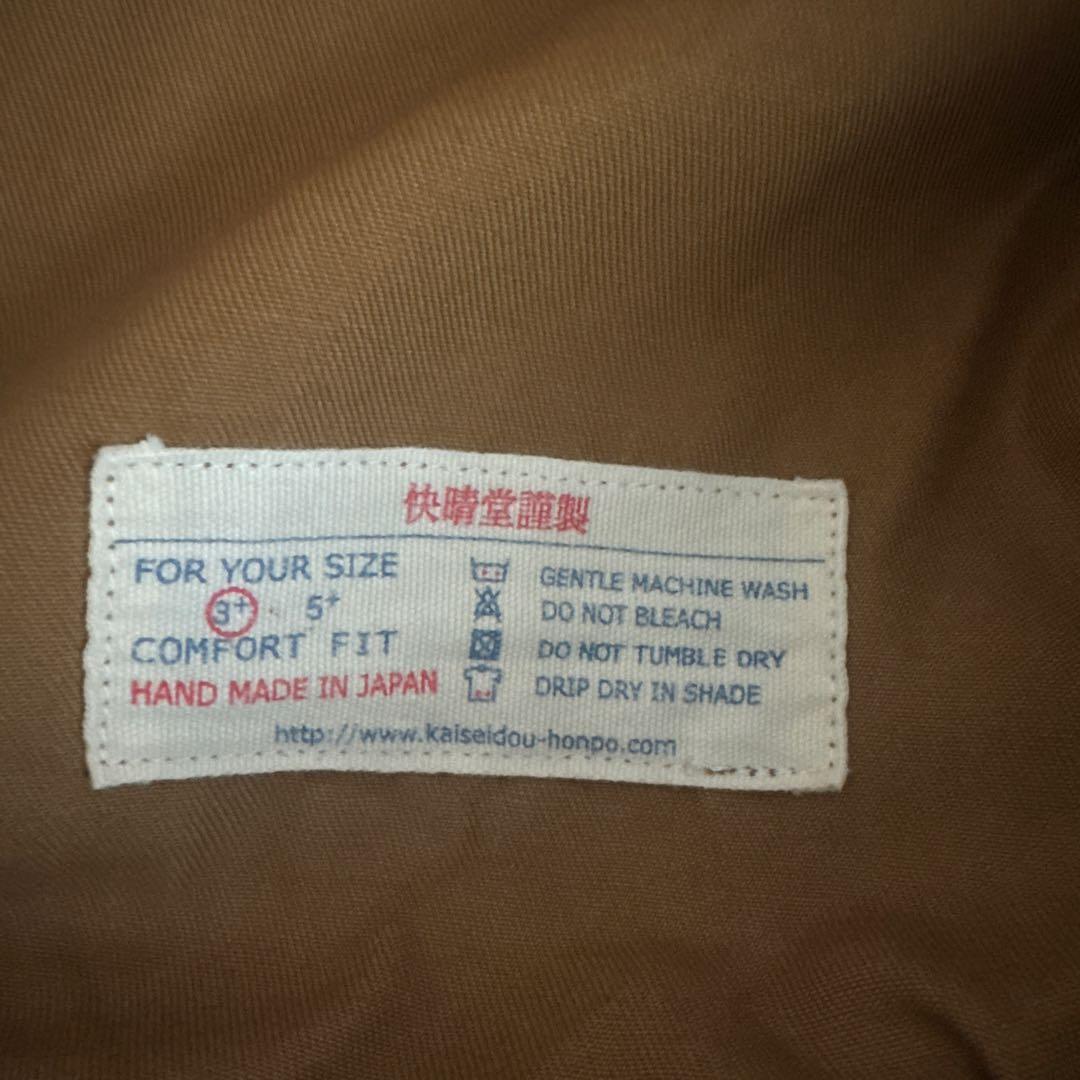 快晴堂謹製
FOR YOUR SIZE
3+ 5+
COMFORT FIT
HAND MADE IN JAPAN
GENTLE MACHINE WASH
DO NOT BLEACH
DO NOT TUMBLE DRY
DRIP DRY IN SHADE
http://www.kaiseidou-honpo.com